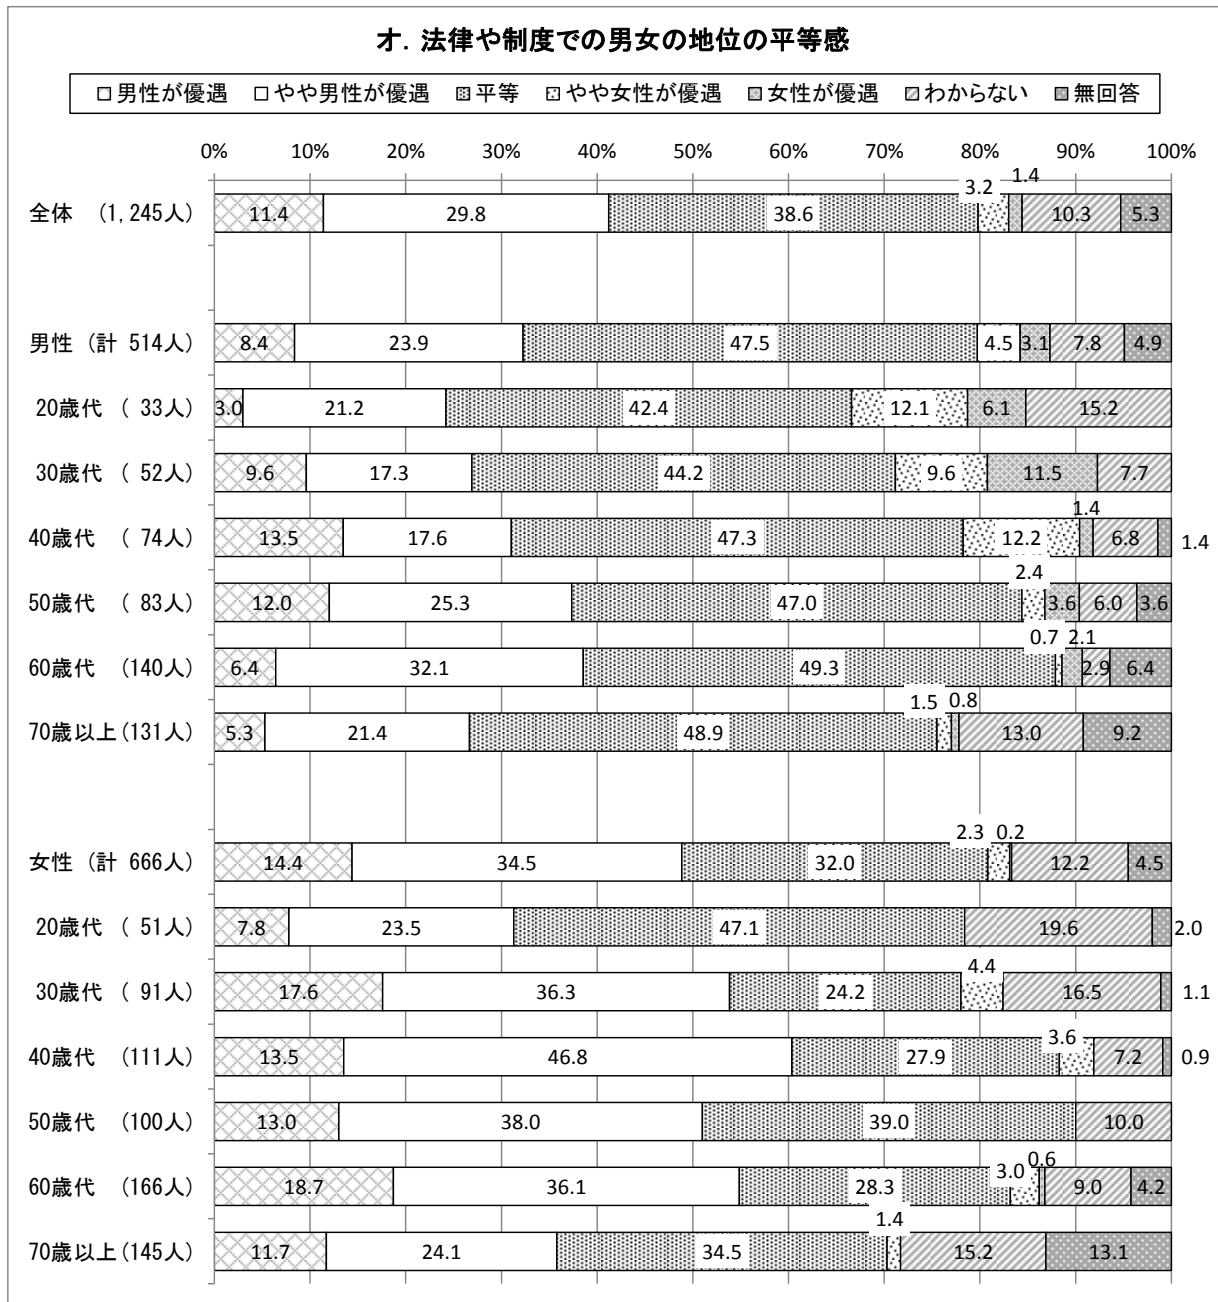 オ．法律や制度での男女の地位の平等感
男性が優遇 やや男性が優遇 平等 やや女性が優遇 女性が優遇 わからない 無回答
0% 10% 20% 30% 40% 50% 60% 70% 80% 90% 100%
全体 （1,245人） 11.4 29.8 38.6 3.2 1.4 10.3 5.3
男性（計 514人） 8.4 23.9 47.5 4.5 3.1 7.8 4.9
20歳代 （ 33人） 3.0 21.2 42.4 12.1 6.1 15.2
30歳代 （ 52人） 9.6 17.3 44.2 9.6 11.5 7.7
40歳代 （ 74人） 13.5 17.6 47.3 12.2 1.4 6.8 1.4
50歳代 （ 83人） 12.0 25.3 47.0 2.4 3.6 6.0 3.6
60歳代 （140人） 6.4 32.1 49.3 0.7 2.1 2.9 6.4
70歳以上（131人） 5.3 21.4 48.9 1.5 0.8 13.0 9.2
女性（計 666人） 14.4 34.5 32.0 2.3 0.2 12.2 4.5
20歳代 （ 51人） 7.8 23.5 47.1 19.6 2.0
30歳代 （ 91人） 17.6 36.3 24.2 4.4 16.5 1.1
40歳代 （111人） 13.5 46.8 27.9 3.6 7.2 0.9
50歳代 （100人） 13.0 38.0 39.0 10.0
60歳代 （166人） 18.7 36.1 28.3 3.0 0.6 9.0 4.2
70歳以上（145人） 11.7 24.1 34.5 1.4 15.2 13.1